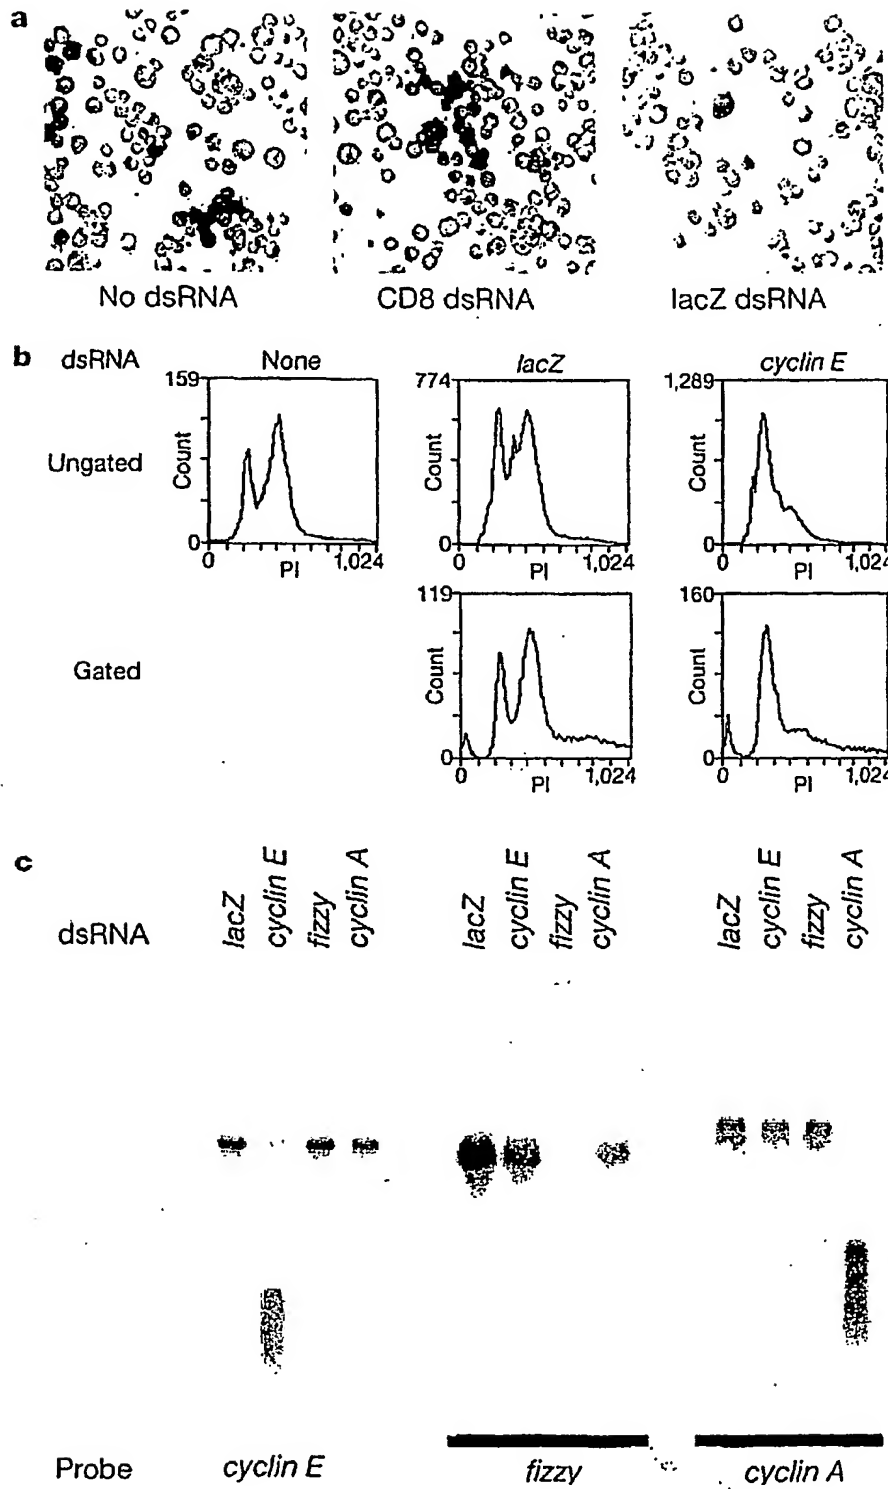 a
No dsRNA CD8 dsRNA lacZ dsRNA
b dsRNA None lacZ cyclin E
159 774 1,289
Ungated Count Count Count
0 0 0
0 1,024 0 1,024 0 1,024
PI PI PI
119 160
Gated Count Count
0 0
0 1,024 0 1,024
PI PI
c
dsRNA lacZ cyclin E fizzy cyclin A lacZ cyclin E fizzy cyclin A lacZ cyclin E fizzy cyclin A
Probe cyclin E fizzy cyclin A